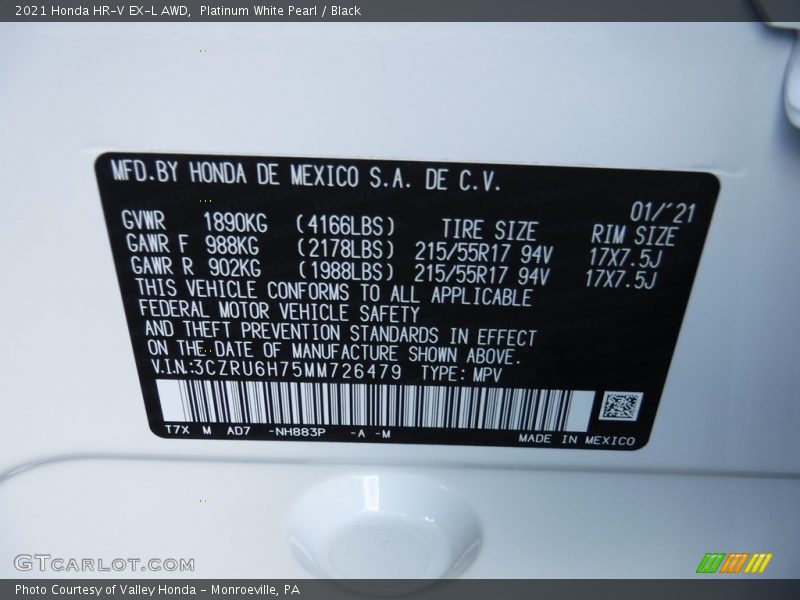 2021 Honda HR-V EX-L AWD, Platinum White Pearl / Black
MFD.BY HONDA DE MEXICO S.A. DE C.V.
01/'21
GVWR 1890KG (4166LBS) TIRE SIZE RIM SIZE
GAWR F 988KG (2178LBS) 215/55R17 94V 17X7.5J
GAWR R 902KG (1988LBS) 215/55R17 94V 17X7.5J
THIS VEHICLE CONFORMS TO ALL APPLICABLE
FEDERAL MOTOR VEHICLE SAFETY
AND THEFT PREVENTION STANDARDS IN EFFECT
ON THE DATE OF MANUFACTURE SHOWN ABOVE.
V.I.N.:3CZRU6H75MM726479 TYPE: MPV
T7X M AD7 -NH883P -A -M
MADE IN MEXICO
GTCARLOT.COM
Photo Courtesy of Valley Honda - Monroeville, PA